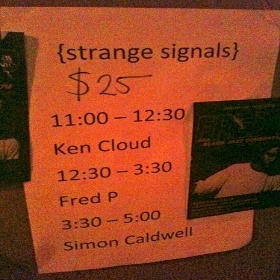 {strange signals}
$25
11:00 – 12:30
Ken Cloud
12:30 – 3:30
Fred P
3:30 – 5:00
Simon Caldwell